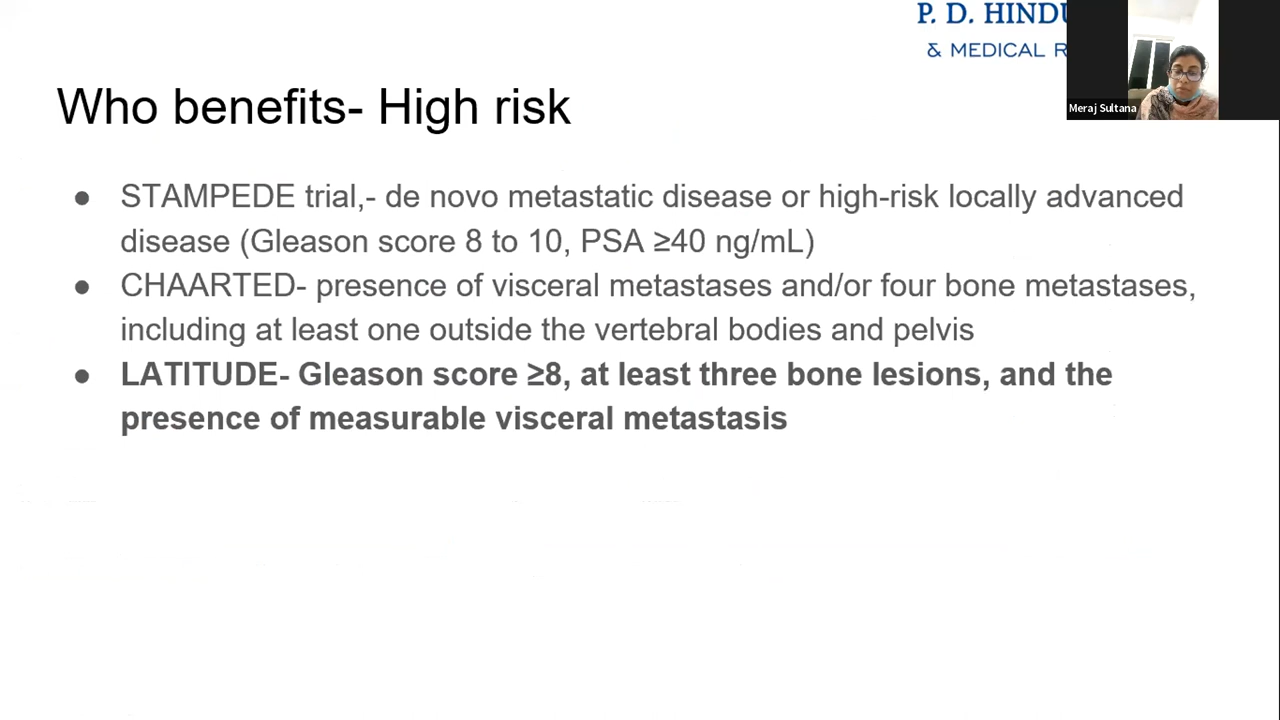 P. D. HINDU
& MEDICAL R
Meraj Sultana
Who benefits- High risk
● STAMPEDE trial,- de novo metastatic disease or high-risk locally advanced
disease (Gleason score 8 to 10, PSA ≥40 ng/mL)
● CHAARTED- presence of visceral metastases and/or four bone metastases,
including at least one outside the vertebral bodies and pelvis
● LATITUDE- Gleason score ≥8, at least three bone lesions, and the
presence of measurable visceral metastasis